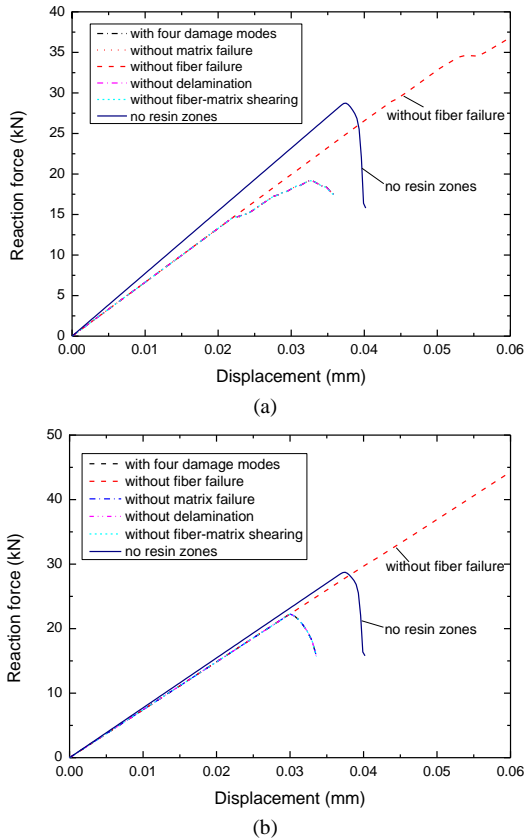 40
35
30
25
20
15
10
5
0
Reaction force (kN)
with four damage modes
without matrix failure
without fiber failure
without delamination
without fiber-matrix shearing
no resin zones
without fiber failure
no resin zones
0.00 0.01 0.02 0.03 0.04 0.05 0.06
Displacement (mm)
(a)
50
40
30
20
10
0
Reaction force (kN)
with four damage modes
without fiber failure
without matrix failure
without delamination
without fiber-matrix shearing
no resin zones
without fiber failure
no resin zones
0.00 0.01 0.02 0.03 0.04 0.05 0.06
Displacement (mm)
(b)